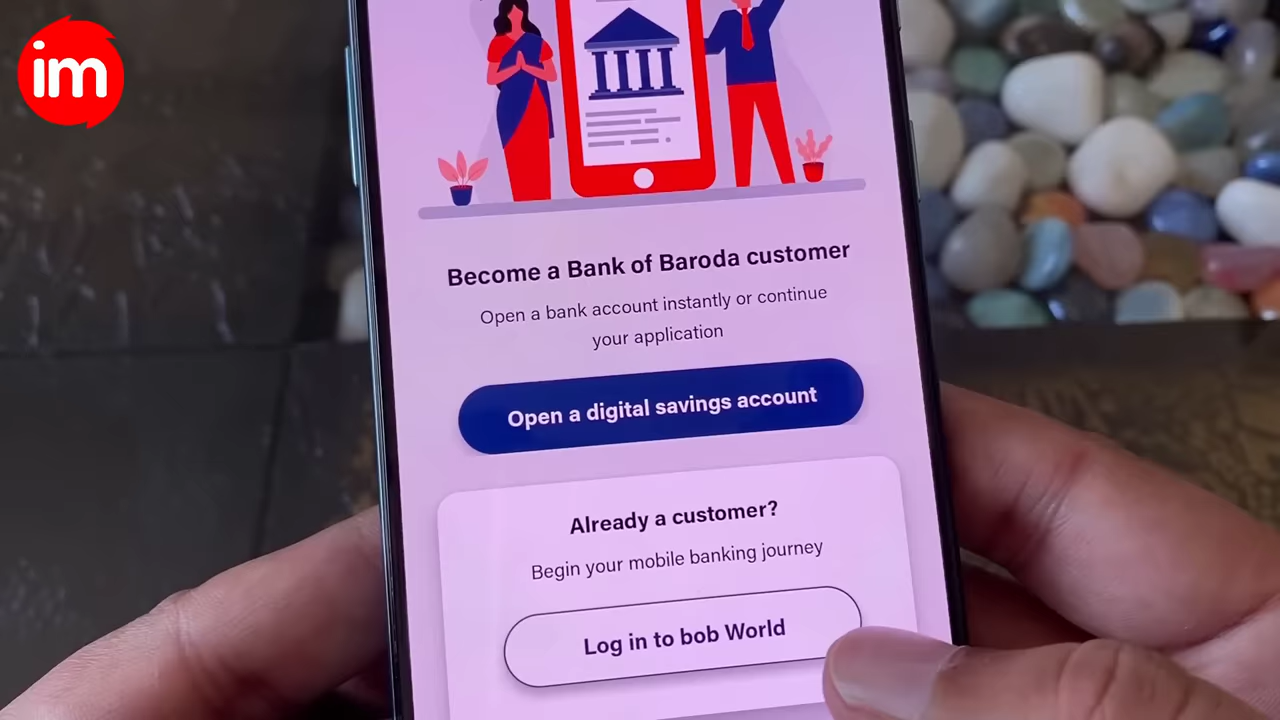 im
Become a Bank of Baroda customer
Open a bank account instantly or continue
your application
Open a digital savings account
Already a customer?
Begin your mobile banking journey
Log in to bob World